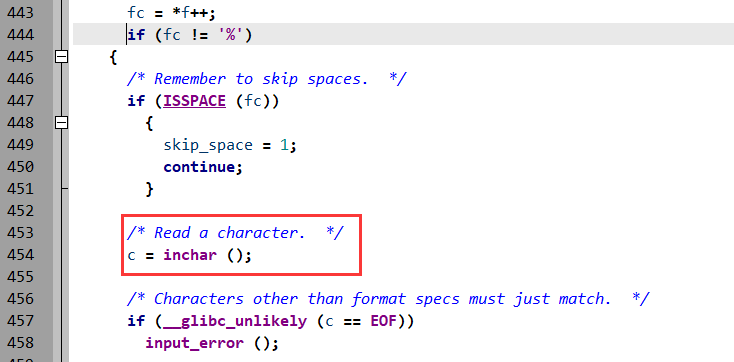 443 fc = *f++;
444 if (fc != '%')
445 {
446 /* Remember to skip spaces.  */
447 if (ISSPACE (fc))
448 {
449 skip_space = 1;
450 continue;
451 }
452
453 /* Read a character.  */
454 c = inchar ();
455
456 /* Characters other than format specs must just match.  */
457 if (__glibc_unlikely (c == EOF))
458 input_error ();